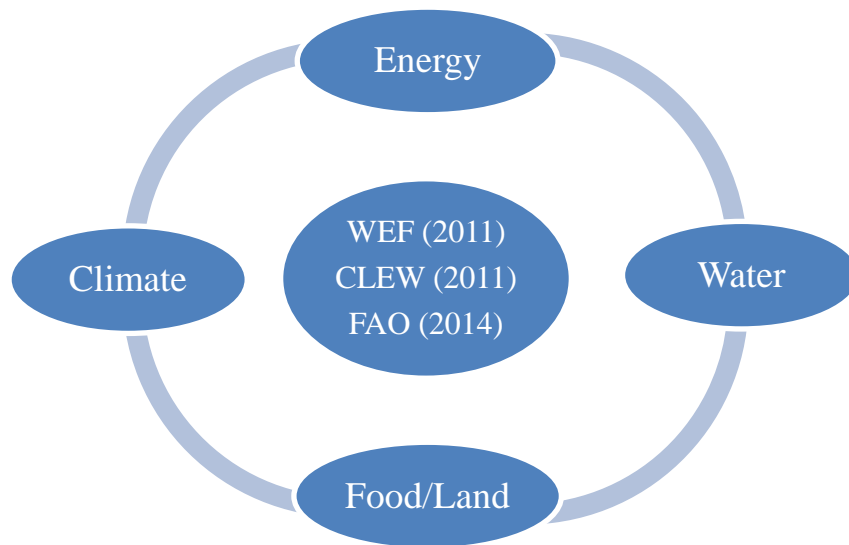 Energy
WEF (2011)
CLEW (2011)
FAO (2014)
Climate
Water
Food/Land